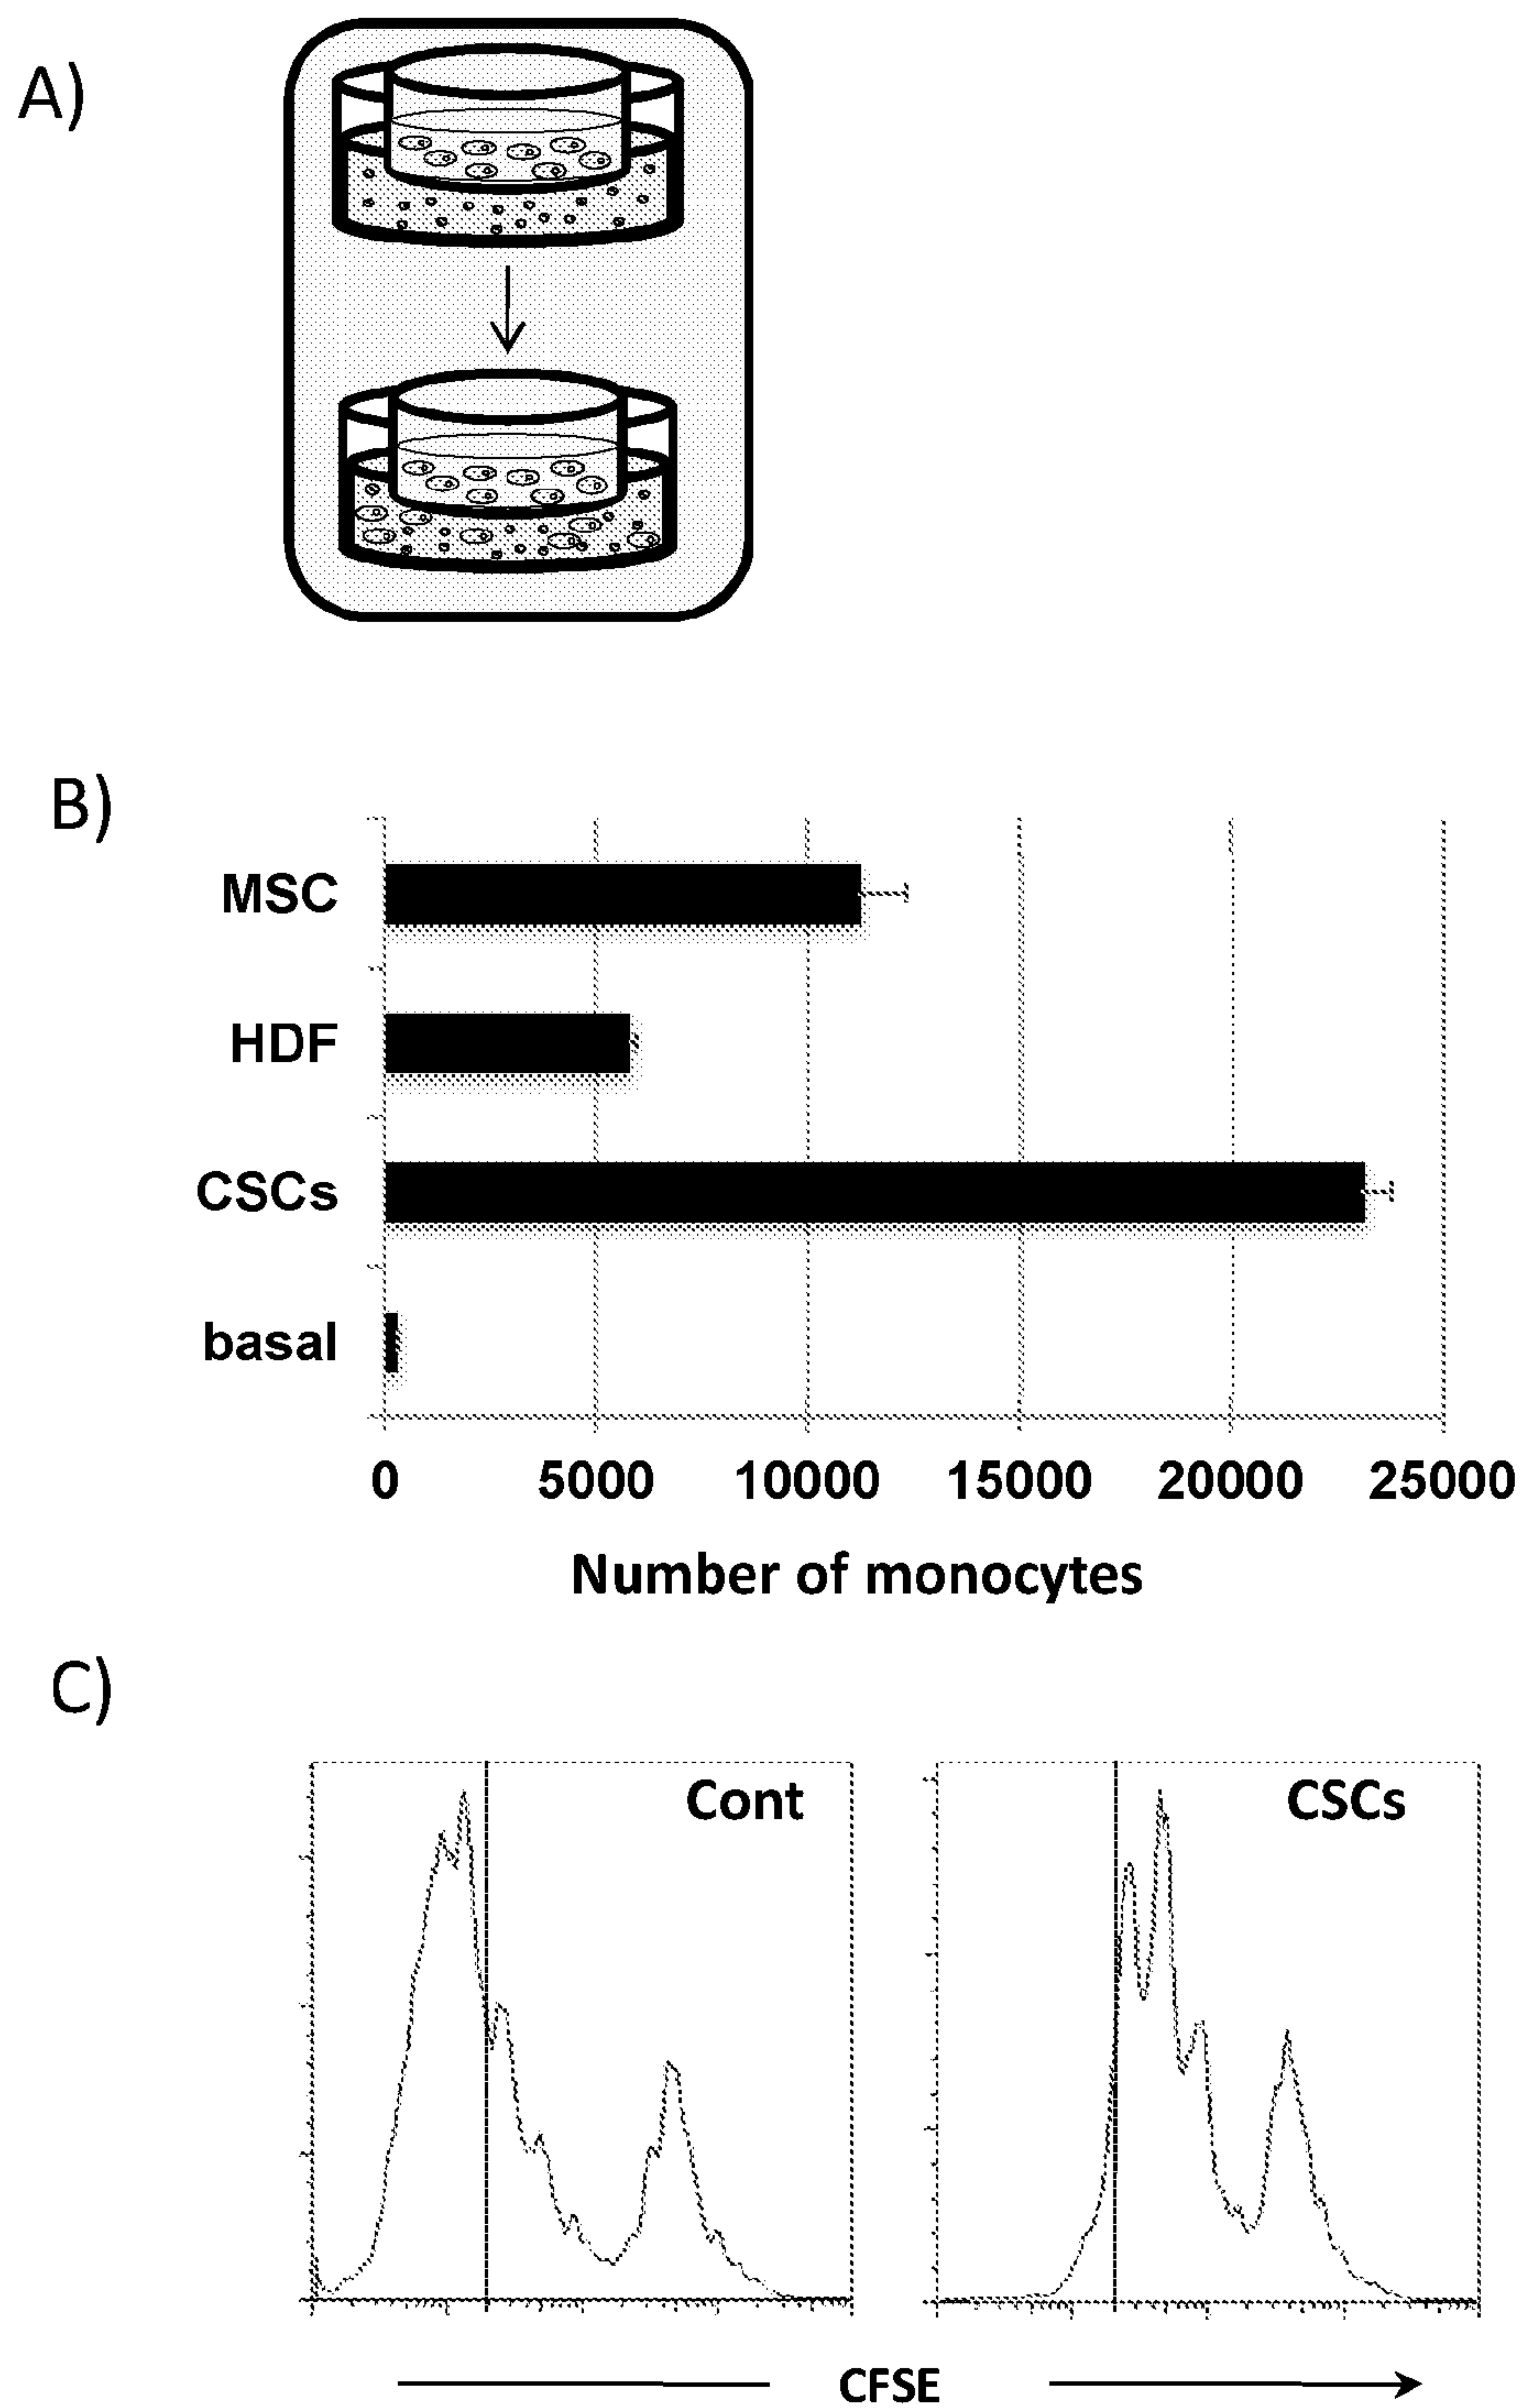 A)
B)
MSC
HDF
CSCs
basal
0 5000 10000 15000 20000 25000
Number of monocytes
C)
Cont CSCs
CFSE